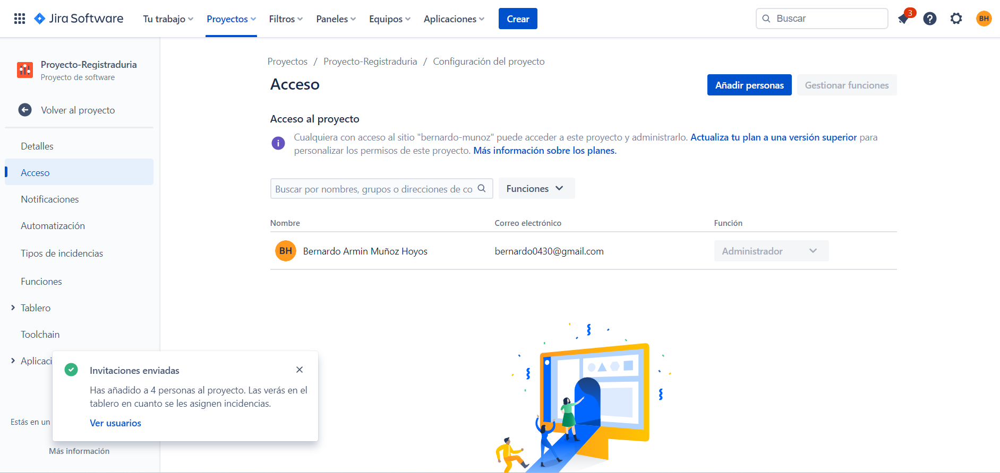 Jira Software
Tu trabajo
Proyectos
Filtros
Paneles
Equipos
Aplicaciones
Crear
Buscar
3
BH
Proyecto-Registraduria
Proyecto de software
Volver al proyecto
Detalles
Acceso
Notificaciones
Automatización
Tipos de incidencias
Funciones
Tablero
Toolchain
Aplicaci
Estás en un
Más información
Proyectos / Proyecto-Registraduria / Configuración del proyecto
Acceso
Añadir personas
Gestionar funciones
Acceso al proyecto
Cualquiera con acceso al sitio "bernardo-munoz" puede acceder a este proyecto y administrarlo. Actualiza tu plan a una versión superior para
personalizar los permisos de este proyecto. Más información sobre los planes.
Buscar por nombres, grupos o direcciones de co
Funciones
Nombre
Correo electrónico
Función
BH
Bernardo Armin Muñoz Hoyos
bernardo0430@gmail.com
Administrador
Invitaciones enviadas
Has añadido a 4 personas al proyecto. Las verás en el
tablero en cuanto se les asignen incidencias.
Ver usuarios